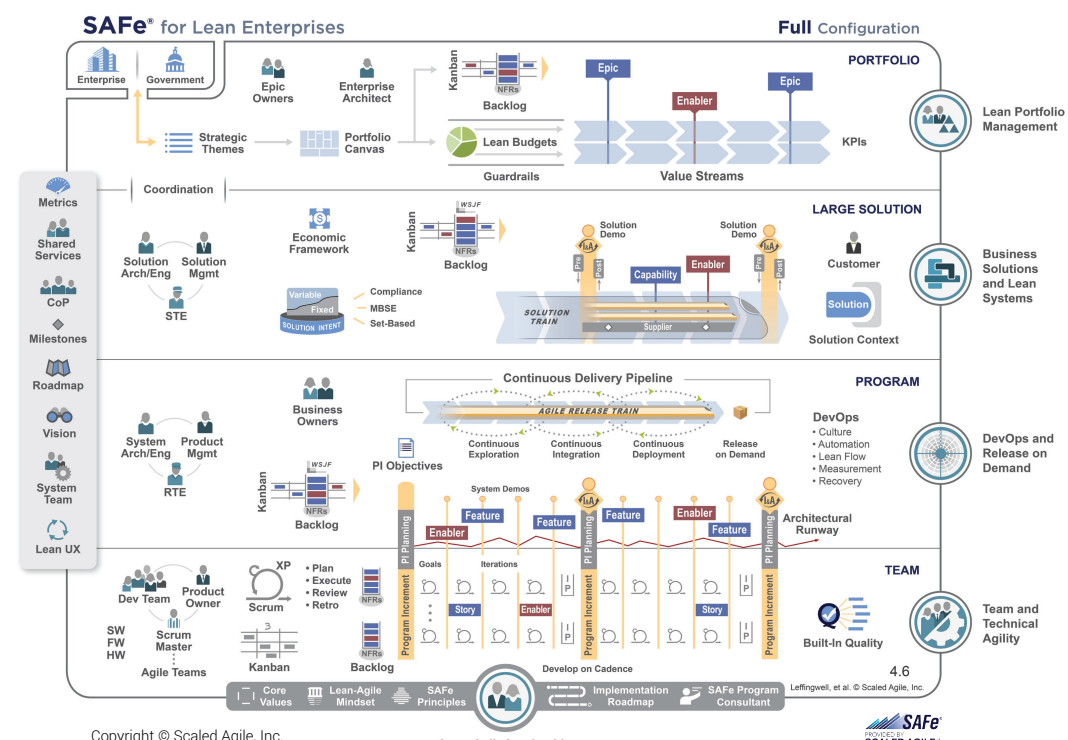 SAFe® for Lean Enterprises
Full Configuration
Enterprise
Government
Epic
Owners
Enterprise
Architect
Kanban
NFRs
Backlog
Epic
Enabler
Epic
PORTFOLIO
Lean Portfolio
Management
Strategic
Themes
Portfolio
Canvas
Lean Budgets
Guardrails
Value Streams
KPIs
Coordination
Metrics
Shared
Services
CoP
Milestones
Roadmap
Vision
System
Team
Lean UX
LARGE SOLUTION
Solution
Arch/Eng
Solution
Mgmt
STE
Economic
Framework
Variable
Fixed
SOLUTION INTENT
Compliance
MBSE
Set-Based
Kanban
WSJF
NFRs
Backlog
Solution
Demo
I&A
Pre
Post
Capability
Enabler
Solution
Demo
I&A
Pre
Post
SOLUTION
TRAIN
Supplier
Customer
Solution
Solution Context
Business
Solutions
and Lean
Systems
PROGRAM
System
Arch/Eng
Product
Mgmt
RTE
Business
Owners
Continuous Delivery Pipeline
AGILE RELEASE TRAIN
Continuous
Exploration
Continuous
Integration
Continuous
Deployment
Release
on Demand
DevOps
• Culture
• Automation
• Lean Flow
• Measurement
• Recovery
DevOps and
Release on
Demand
PI Objectives
Kanban
WSJF
NFRs
Backlog
System Demos
PI Planning
Enabler
Feature
Feature
I&A
PI Planning
Feature
Enabler
Feature
I&A
PI Planning
Architectural
Runway
TEAM
Dev Team
Product
Owner
Scrum
Master
SW
FW
HW
Agile Teams
XP
Scrum
3
Kanban
• Plan
• Execute
• Review
• Retro
NFRs
NFRs
Backlog
Program Increment
Goals
Iterations
Story
Enabler
I P
I P
Program Increment
Story
I P
I P
Program Increment
Develop on Cadence
Built-In Quality
Team and
Technical
Agility
4.6
Leffingwell, et al. © Scaled Agile, Inc.
Core
Values
Lean-Agile
Mindset
SAFe
Principles
Implementation
Roadmap
SAFe Program
Consultant
Copyright © Scaled Agile, Inc.
SAFe®
PROVIDED BY